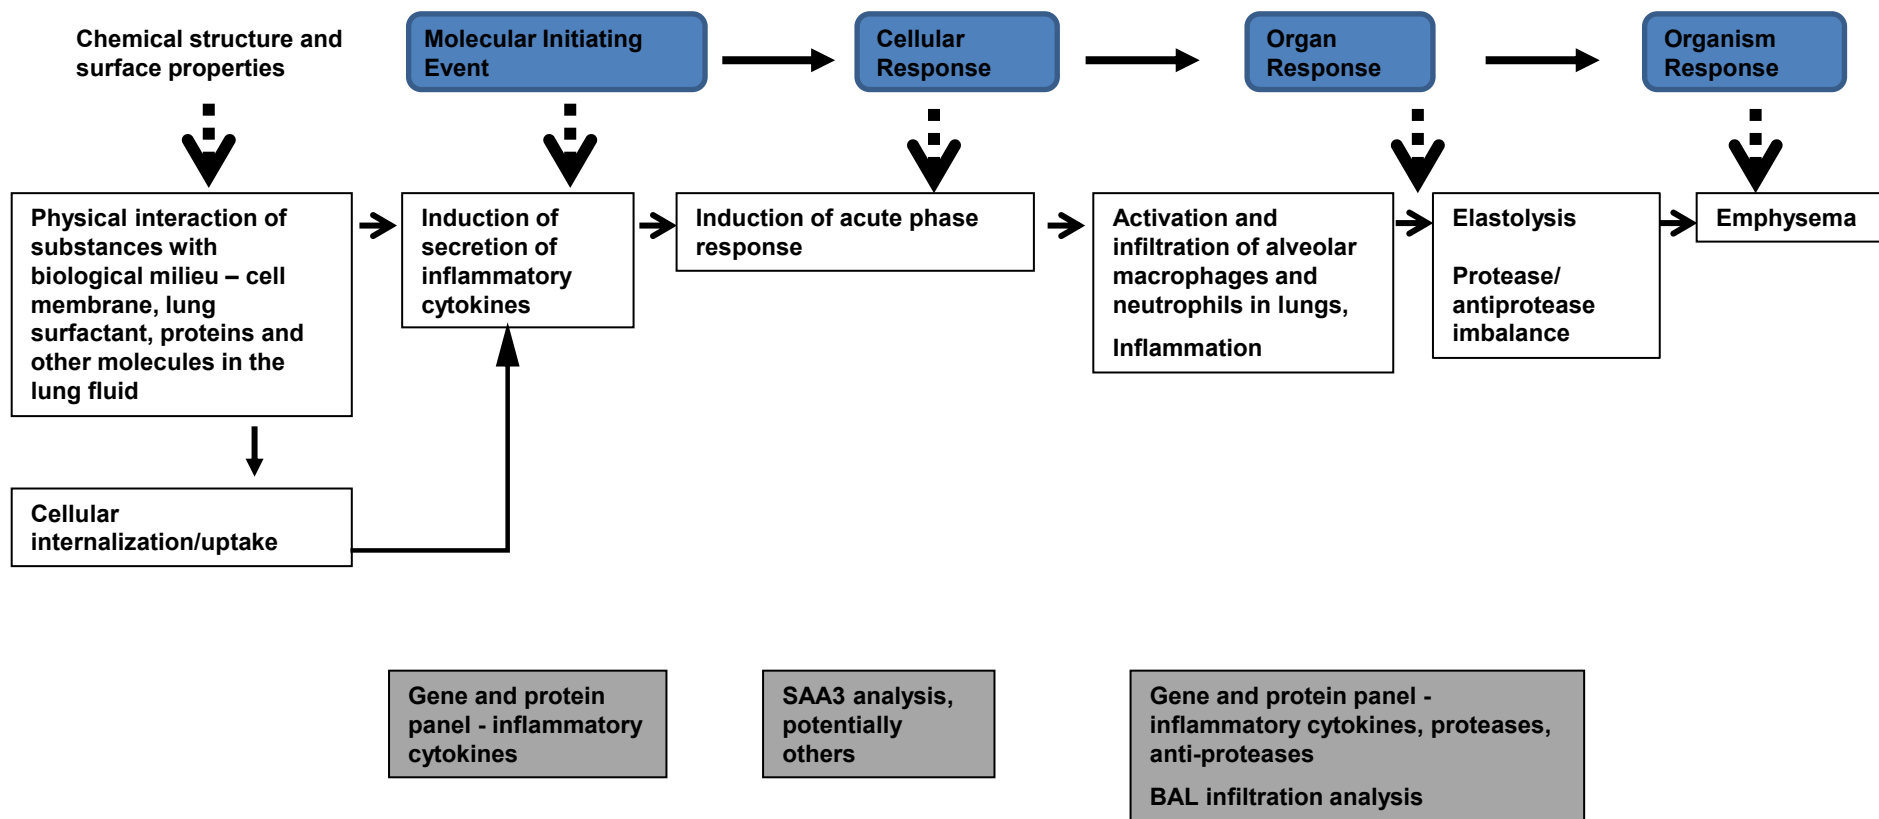 Chemical structure and
surface properties
Molecular Initiating
Event
Cellular
Response
Organ
Response
Organism
Response
Physical interaction of
substances with
biological milieu – cell
membrane, lung
surfactant, proteins and
other molecules in the
lung fluid
Induction of
secretion of
inflammatory
cytokines
Induction of acute phase
response
Activation and
infiltration of alveolar
macrophages and
neutrophils in lungs,
Inflammation
Elastolysis
Protease/
antiprotease
imbalance
Emphysema
Cellular
internalization/uptake
Gene and protein
panel - inflammatory
cytokines
SAA3 analysis,
potentially
others
Gene and protein panel -
inflammatory cytokines, proteases,
anti-proteases
BAL infiltration analysis